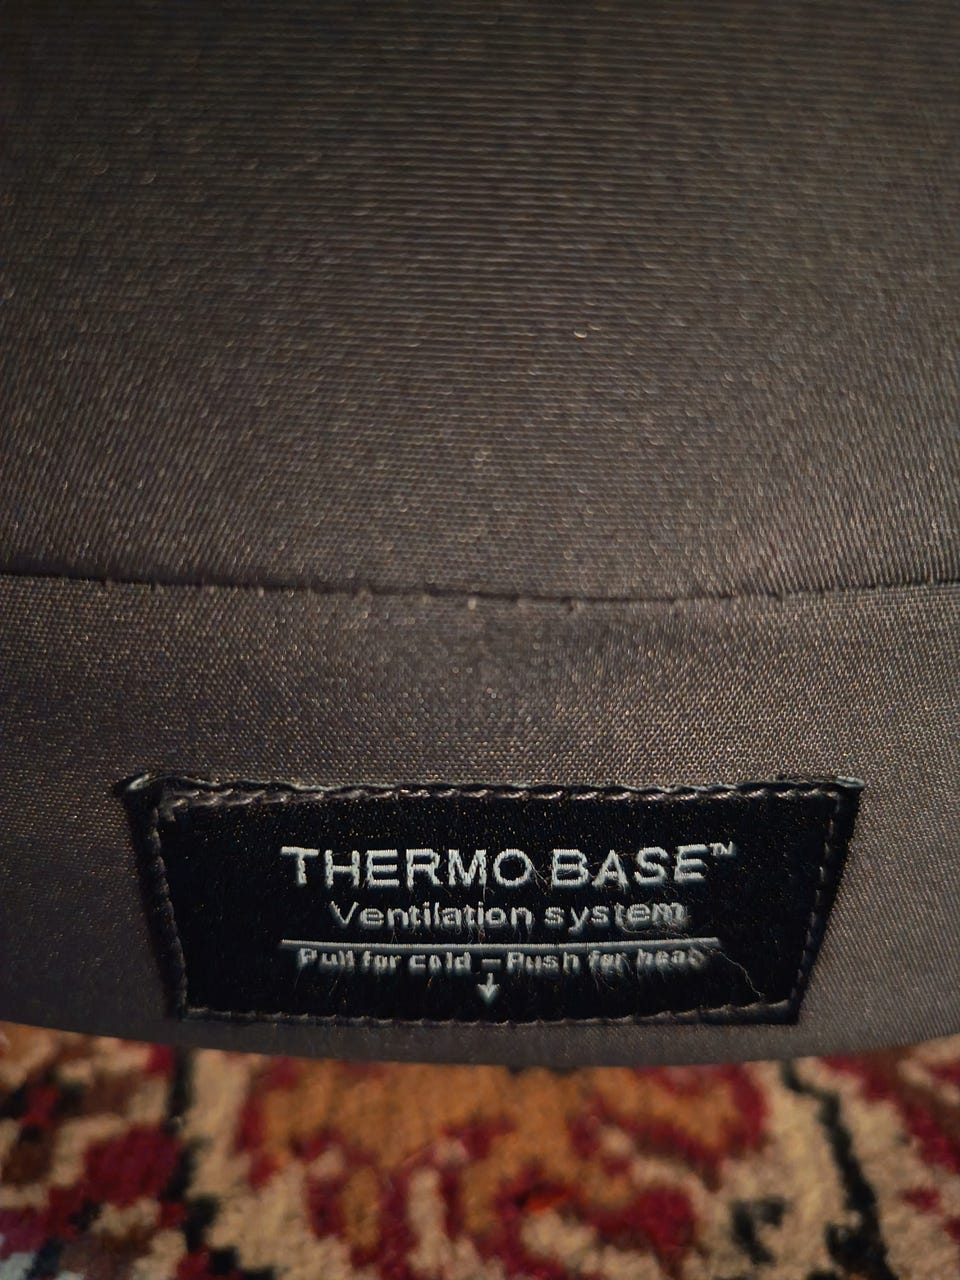 THERMO BASE™
Ventilation system
Pull for cold – Push for heat
↓